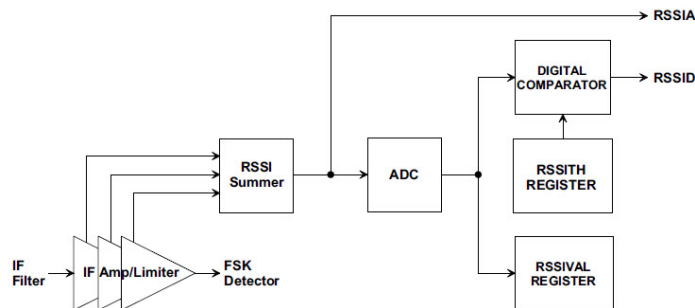 RSSIA
DIGITAL
COMPARATOR
RSSID
RSSI
Summer
ADC
RSSITH
REGISTER
IF
Filter
IF Amp/Limiter
FSK
Detector
RSSIVAL
REGISTER